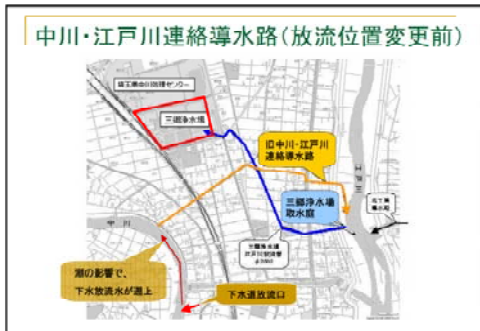 中川・江戸川連絡導水路(放流位置変更前)
三郷浄水場
旧中川・江戸川
連絡導水路
江戸川
三郷浄水場
取水庭
中川
潮の影響で、
下水放流水が遡上
下水道放流口